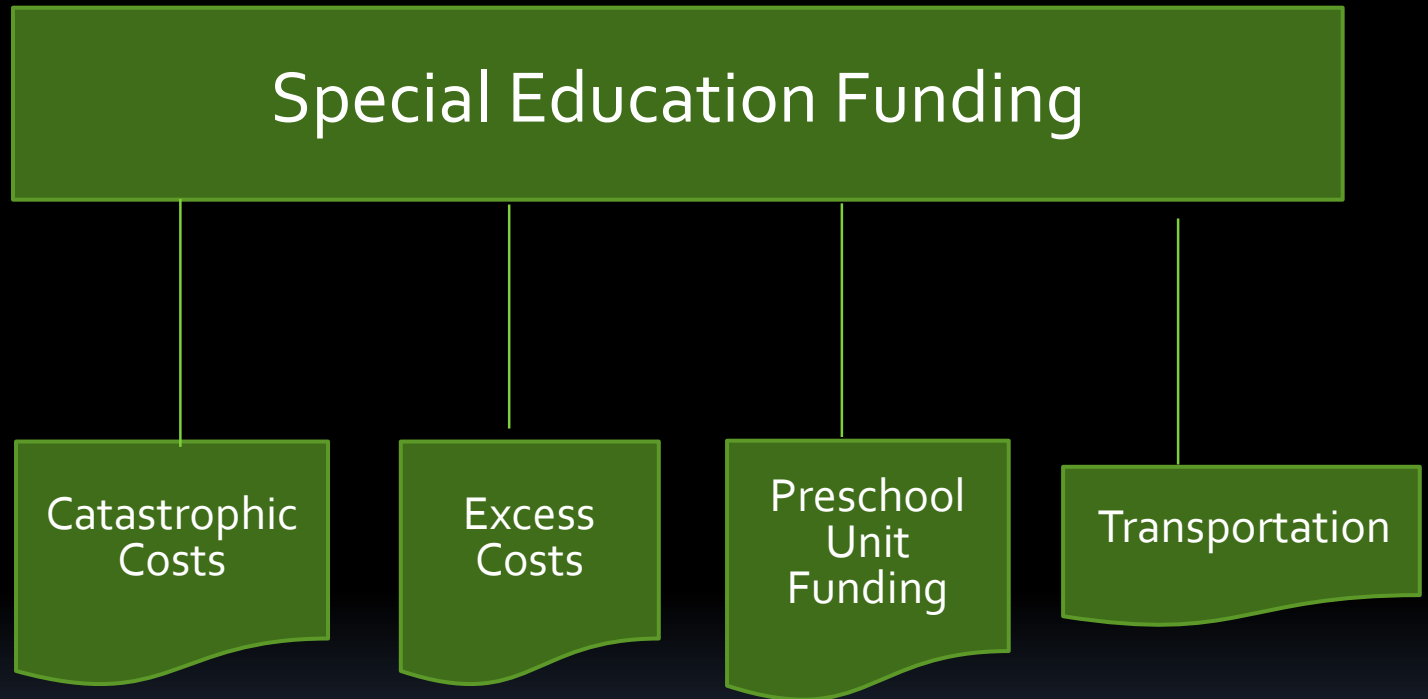 Special Education Funding
Catastrophic
Costs
Excess
Costs
Preschool
Unit
Funding
Transportation